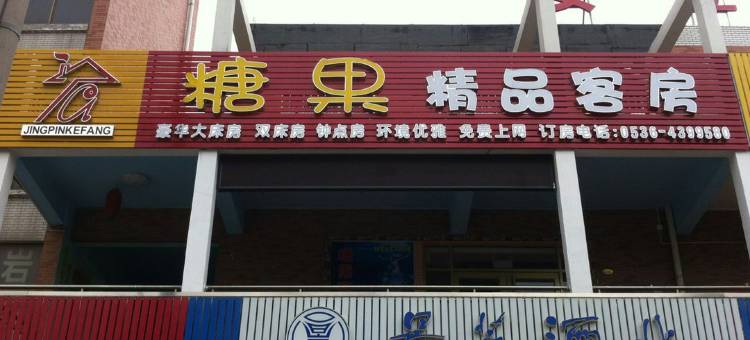 糖果 精品客房
JINGPINKEFANG
豪华大床房 双床房 钟点房 环境优雅 免费上网 订房电话:0536-4399580